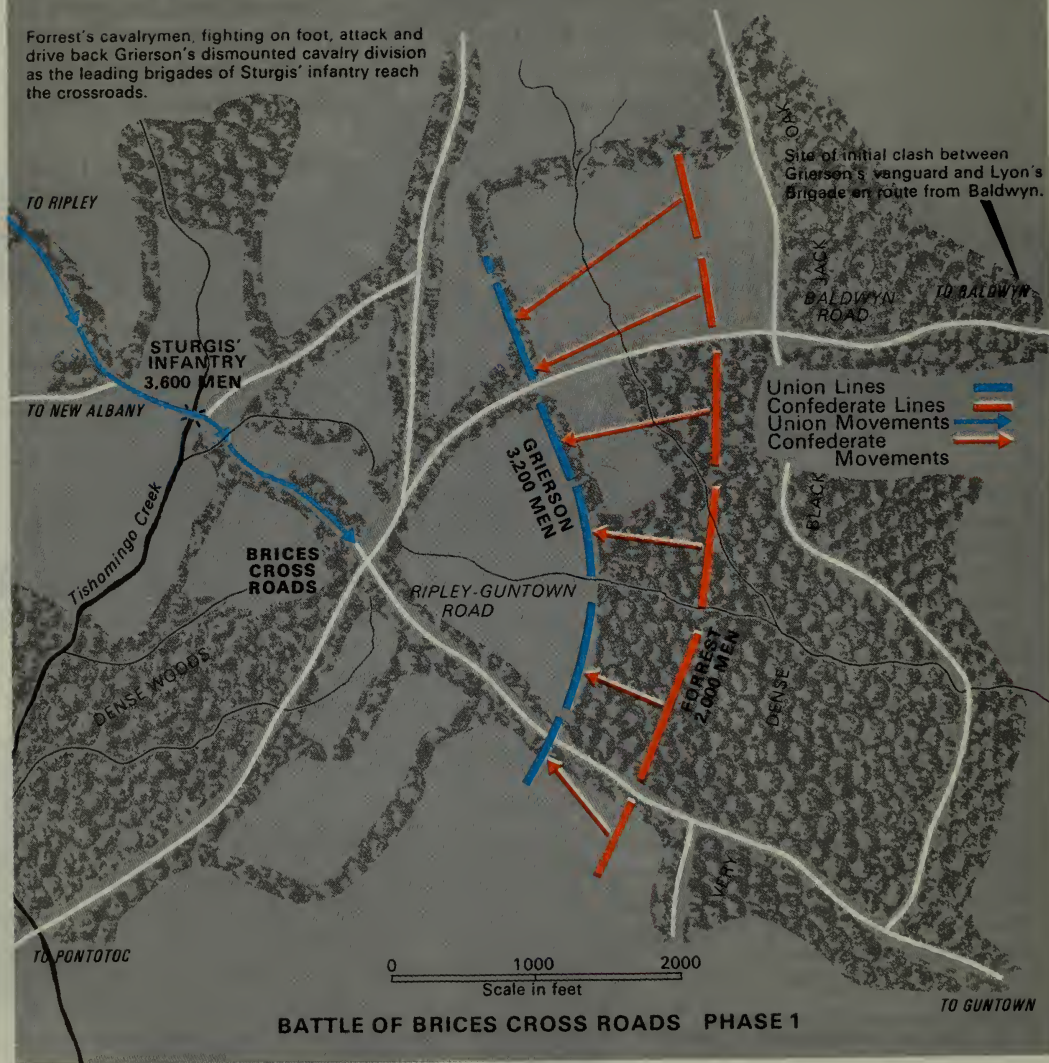 Forrest's cavalrymen, fighting on foot, attack and
drive back Grierson's dismounted cavalry division
as the leading brigades of Sturgis' infantry reach
the crossroads.
OAK
Site of initial clash between
Grierson's vanguard and Lyon's
Brigade en route from Baldwyn.
TO RIPLEY
JACK
BALDWYN
ROAD
TO BALDWYN
STURGIS'
INFANTRY
3,600 MEN
TO NEW ALBANY
Union Lines
Confederate Lines
Union Movements
Confederate
Movements
GRIERSON
3,200 MEN
BLACK
Tishomingo Creek
BRICES
CROSS
ROADS
RIPLEY-GUNTOWN
ROAD
FORREST
2,000 MEN
DENSE
DENSE WOODS
VERY
TO PONTOTOC
0 1000 2000
Scale in feet
TO GUNTOWN
BATTLE OF BRICES CROSS ROADS PHASE 1